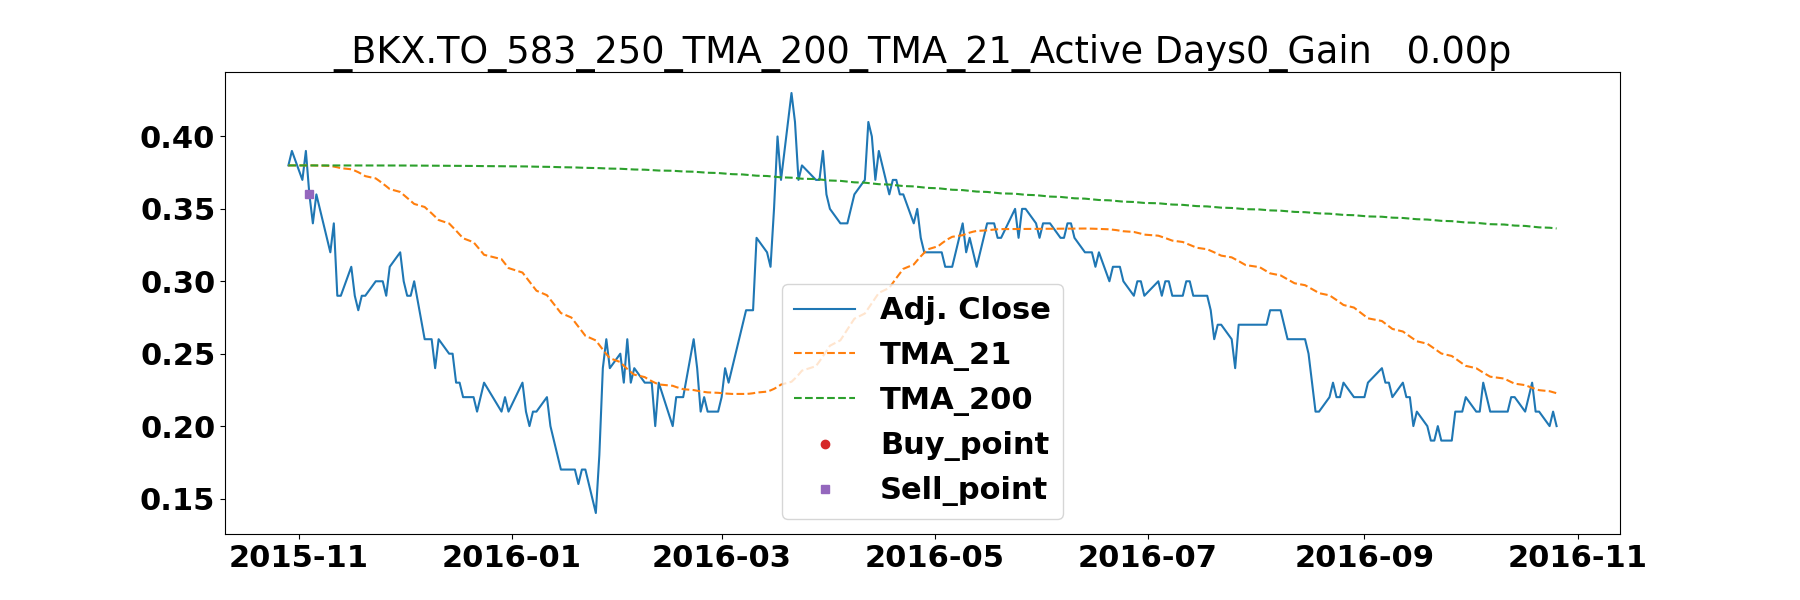 _BKX.TO_583_250_TMA_200_TMA_21_Active Days0_Gain   0.00p
0.40
0.35
0.30
0.25
0.20
0.15
Adj. Close
TMA_21
TMA_200
Buy_point
Sell_point
2015-11 2016-01 2016-03 2016-05 2016-07 2016-09 2016-11